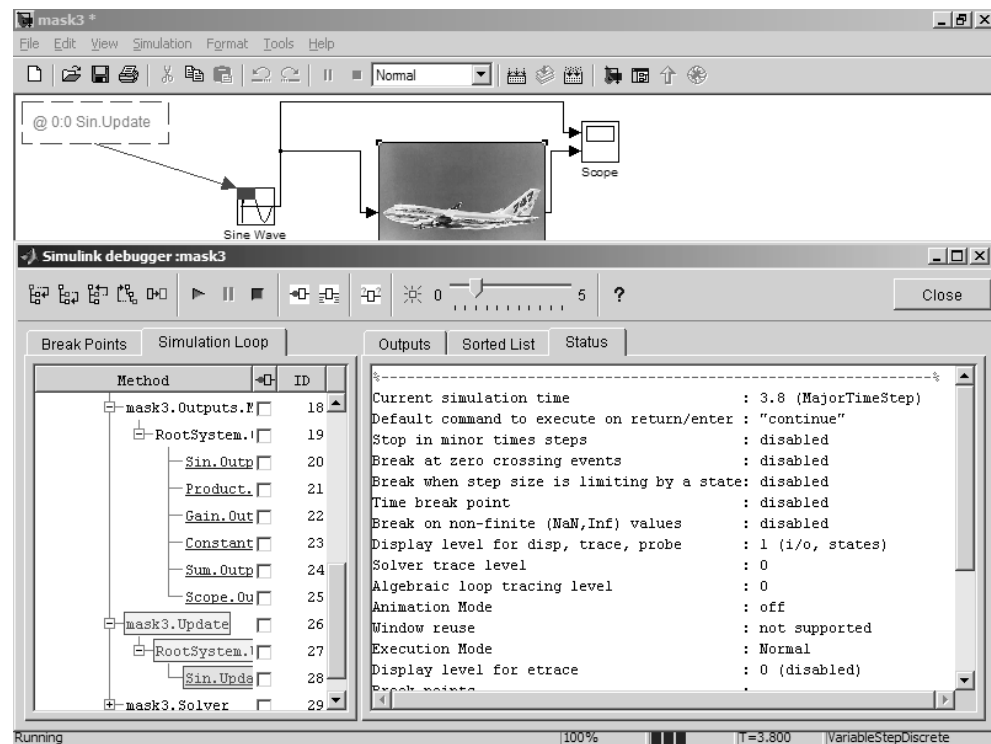 mask3 *
File Edit View Simulation Format Tools Help
Normal
@ 0:0 Sin.Update
Scope
Sine Wave
Simulink debugger :mask3
0 5 ? Close
Break Points Simulation Loop
Outputs Sorted List Status
Method ID
mask3.Outputs.M 18
RootSystem. 19
Sin.Outp 20
Product. 21
Gain.Out 22
Constant 23
Sum.Outp 24
Scope.Ou 25
mask3.Update 26
RootSystem. 27
Sin.Upda 28
mask3.Solver 29
%----------------------------------------------------------------%
Current simulation time : 3.8 (MajorTimeStep)
Default command to execute on return/enter : "continue"
Stop in minor times steps : disabled
Break at zero crossing events : disabled
Break when step size is limiting by a state: disabled
Time break point : disabled
Break on non-finite (NaN,Inf) values : disabled
Display level for disp, trace, probe : 1 (i/o, states)
Solver trace level : 0
Algebraic loop tracing level : 0
Animation Mode : off
Window reuse : not supported
Execution Mode : Normal
Display level for etrace : 0 (disabled)
Break points :
Running 100% T=3.800 VariableStepDiscrete